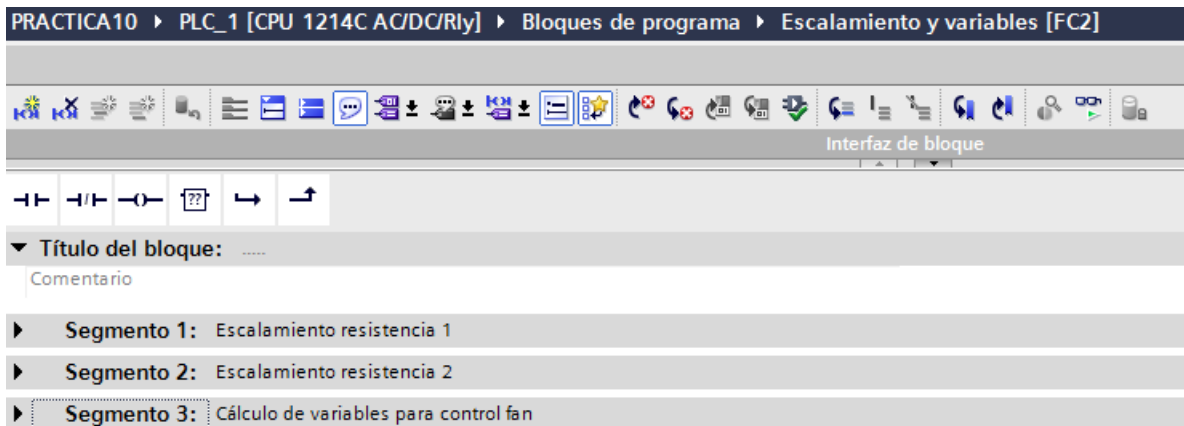 PRACTICA10 ▸ PLC_1 [CPU 1214C AC/DC/Rly] ▸ Bloques de programa ▸ Escalamiento y variables [FC2]
Interfaz de bloque
??
Título del bloque: .....
Comentario
Segmento 1: Escalamiento resistencia 1
Segmento 2: Escalamiento resistencia 2
Segmento 3: Cálculo de variables para control fan